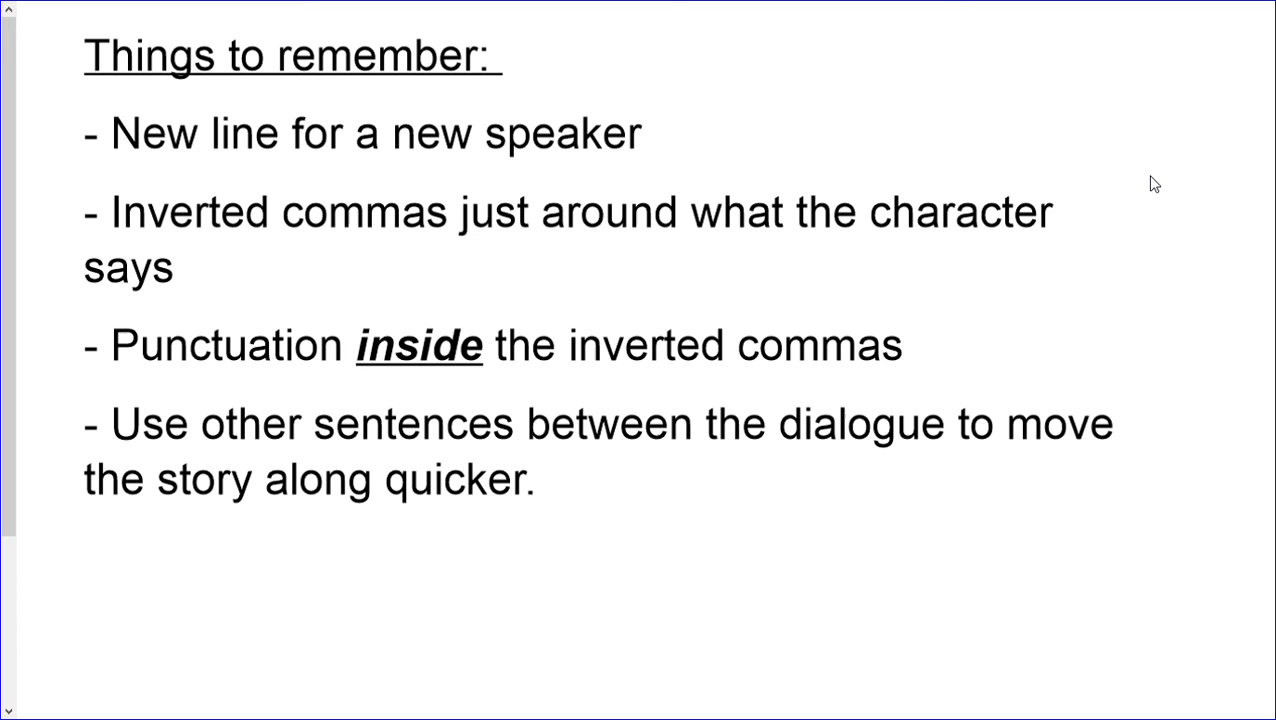 Things to remember:
- New line for a new speaker
- Inverted commas just around what the character
says
- Punctuation inside the inverted commas
- Use other sentences between the dialogue to move
the story along quicker.